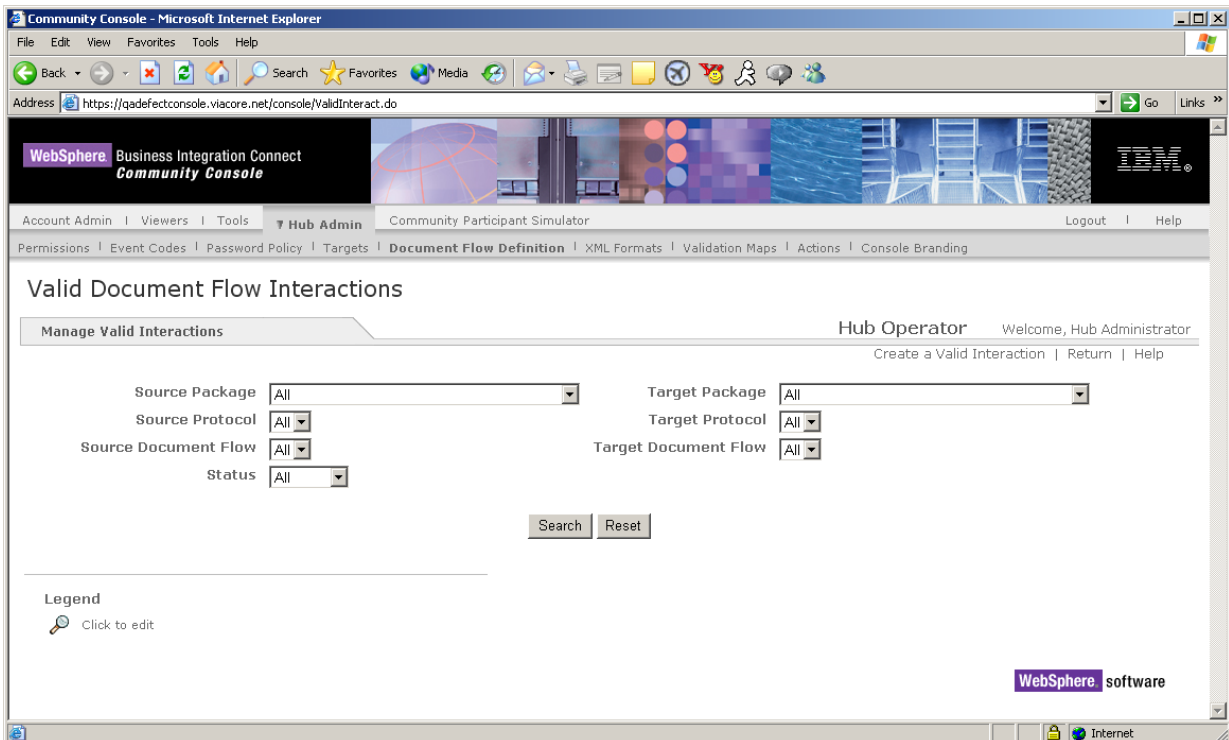 Community Console - Microsoft Internet Explorer
File Edit View Favorites Tools Help
Back Search Favorites Media
Address https://qadefectconsole.viacore.net/console/ValidInteract.do Go Links »
WebSphere. Business Integration Connect
Community Console
IBM®
Account Admin | Viewers | Tools Hub Admin Community Participant Simulator Logout | Help
Permissions | Event Codes | Password Policy | Targets | Document Flow Definition | XML Formats | Validation Maps | Actions | Console Branding
Valid Document Flow Interactions
Manage Valid Interactions Hub Operator Welcome, Hub Administrator
Create a Valid Interaction | Return | Help
Source Package All Target Package All
Source Protocol All Target Protocol All
Source Document Flow All Target Document Flow All
Status All
Search Reset
Legend
Click to edit
WebSphere. software
Internet